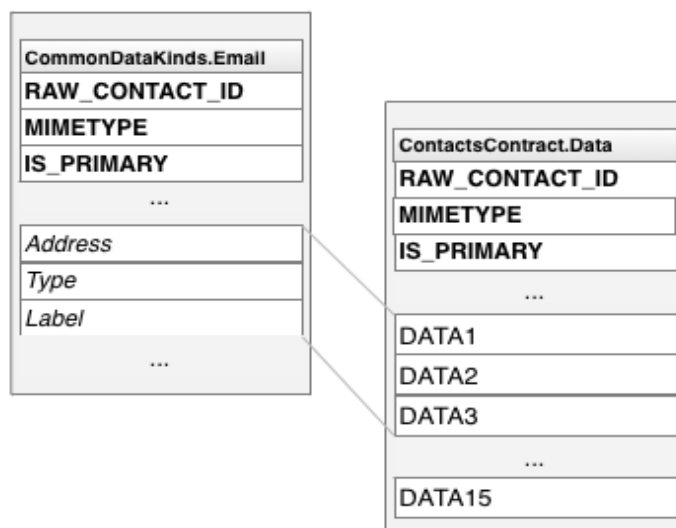 CommonDataKinds.Email
RAW_CONTACT_ID
MIMETYPE
IS_PRIMARY
...
Address
Type
Label
...
ContactsContract.Data
RAW_CONTACT_ID
MIMETYPE
IS_PRIMARY
...
DATA1
DATA2
DATA3
...
DATA15